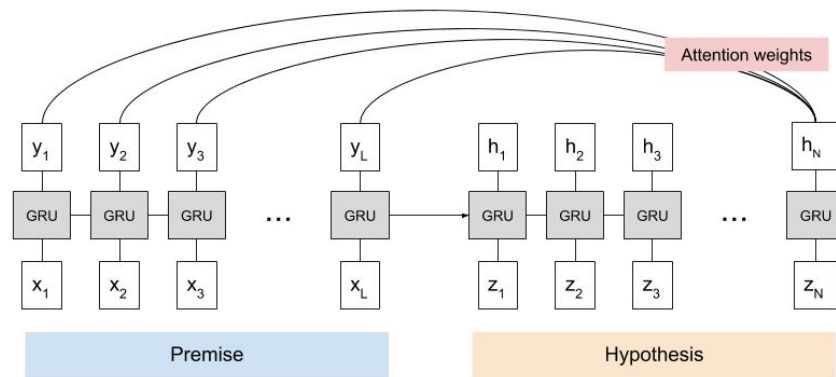 Attention weights
y1 y2 y3 yL h1 h2 h3 hN
GRU GRU GRU ... GRU GRU GRU GRU ... GRU
x1 x2 x3 xL z1 z2 z3 zN
Premise Hypothesis